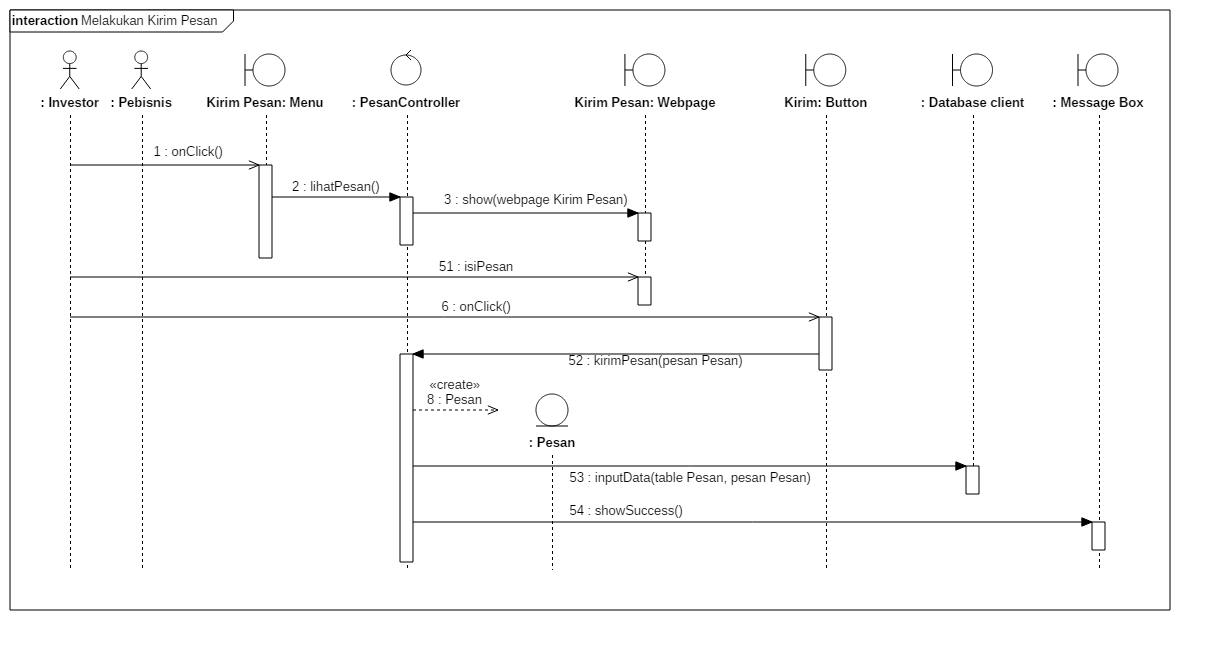 interaction Melakukan Kirim Pesan
: Investor
: Pebisnis
Kirim Pesan: Menu
: PesanController
Kirim Pesan: Webpage
Kirim: Button
: Database client
: Message Box
1 : onClick()
2 : lihatPesan()
3 : show(webpage Kirim Pesan)
51 : isiPesan
6 : onClick()
52 : kirimPesan(pesan Pesan)
«create»
8 : Pesan
: Pesan
53 : inputData(table Pesan, pesan Pesan)
54 : showSuccess()